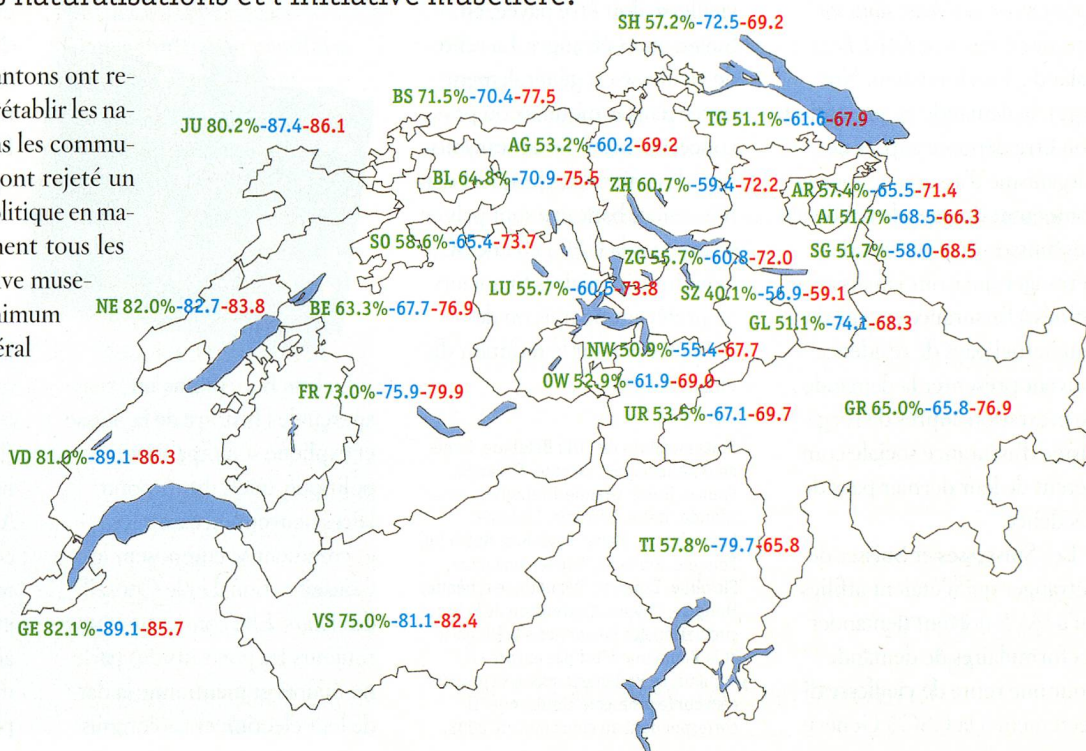 s naturalisations et l'initiative muselière.
antons ont re-
rétablir les na-
ns les commu-
ont rejeté un
olitique en ma-
ment tous les
ive muse-
nimum
éral
SH 57.2%-72.5-69.2
BS 71.5%-70.4-77.5
TG 51.1%-61.6-67.9
JU 80.2%-87.4-86.1
AG 53.2%-60.2-69.2
BL 64.8%-70.9-75.5
ZH 60.7%-59.4-72.2
AR 57.4%-65.5-71.4
AI 51.7%-68.5-66.3
SO 58.6%-65.4-73.7
SG 51.7%-58.0-68.5
ZG 55.7%-60.8-72.0
LU 55.7%-60.5-73.8
SZ 40.1%-56.9-59.1
NE 82.0%-82.7-83.8
BE 63.3%-67.7-76.9
GL 51.1%-74.1-68.3
NW 50.9%-55.4-67.7
OW 52.9%-61.9-69.0
FR 73.0%-75.9-79.9
UR 53.5%-67.1-69.7
GR 65.0%-65.8-76.9
VD 81.0%-89.1-86.3
TI 57.8%-79.7-65.8
VS 75.0%-81.1-82.4
GE 82.1%-89.1-85.7